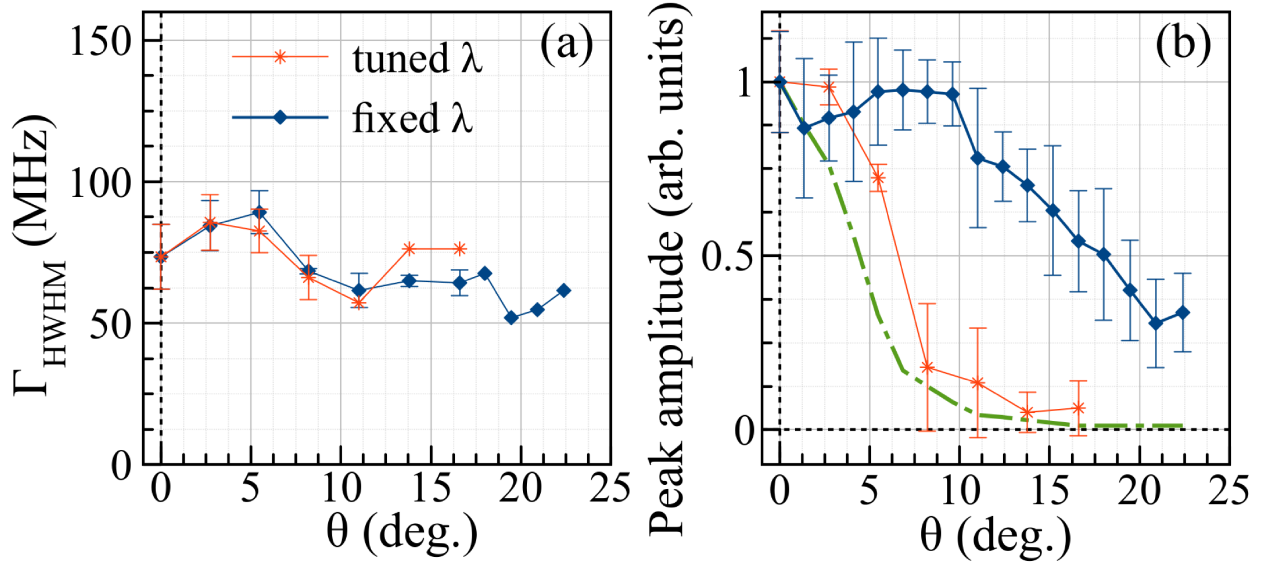 (a)
tuned λ
fixed λ
Γ_HWHM (MHz)
150
100
50
0
0 5 10 15 20 25
θ (deg.)
(b)
Peak amplitude (arb. units)
1
0.5
0
0 5 10 15 20 25
θ (deg.)